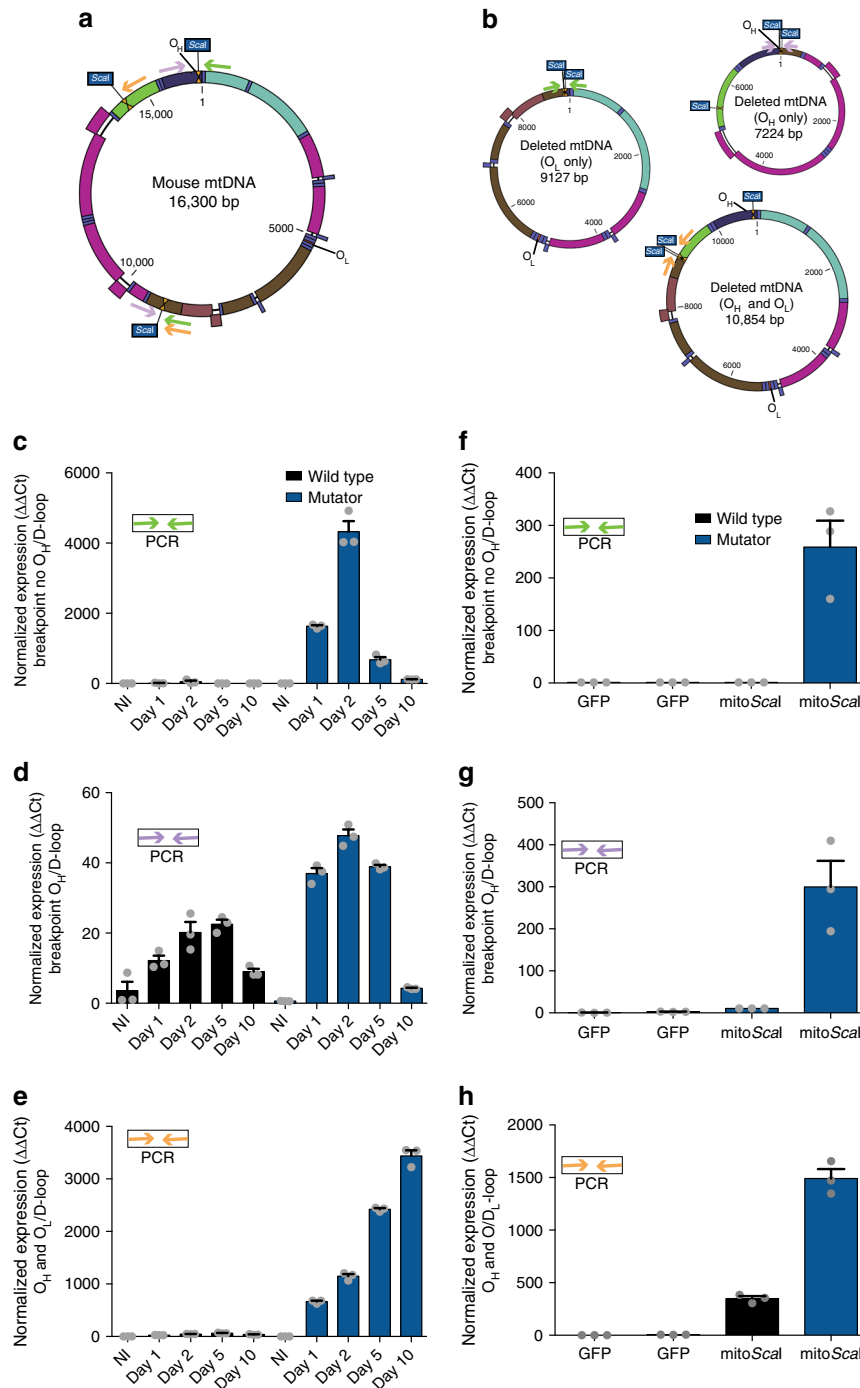 a
ScaI
OH
ScaI
15,000
1
Mouse mtDNA
16,300 bp
5000
OL
10,000
ScaI
b
ScaI
ScaI
1
8000
Deleted mtDNA
(OL only)
9127 bp
2000
6000
4000
OL
OH
ScaI
1
6000
ScaI
Deleted mtDNA
(OH only)
7224 bp
2000
4000
OH
ScaI
ScaI
ScaI
10000
1
Deleted mtDNA
(OH and OL)
10,854 bp
2000
8000
6000
4000
OL
c
Normalized expression (ΔΔCt)
breakpoint no OH/D-loop
6000
4000
2000
0
PCR
Wild type
Mutator
NI
Day 1
Day 2
Day 5
Day 10
NI
Day 1
Day 2
Day 5
Day 10
f
Normalized expression (ΔΔCt)
breakpoint no OH/D-loop
400
300
200
100
0
PCR
Wild type
Mutator
GFP
GFP
mitoScaI
mitoScaI
d
Normalized expression (ΔΔCt)
breakpoint OH/D-loop
60
40
20
0
PCR
NI
Day 1
Day 2
Day 5
Day 10
NI
Day 1
Day 2
Day 5
Day 10
g
Normalized expression (ΔΔCt)
breakpoint OH/D-loop
500
400
300
200
100
0
PCR
GFP
GFP
mitoScaI
mitoScaI
e
Normalized expression (ΔΔCt)
OH and OL/D-loop
4000
3000
2000
1000
0
PCR
NI
Day 1
Day 2
Day 5
Day 10
NI
Day 1
Day 2
Day 5
Day 10
h
Normalized expression (ΔΔCt)
OH and O/DL-loop
2000
1500
1000
500
0
PCR
GFP
GFP
mitoScaI
mitoScaI